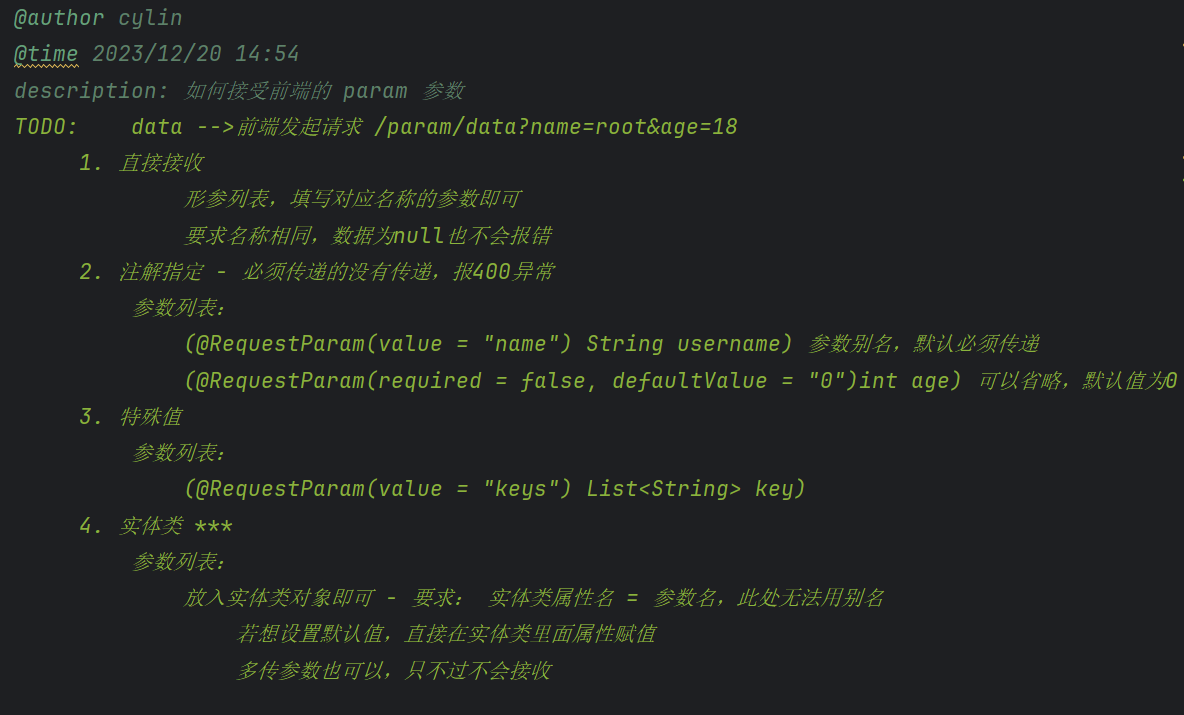 @author cylin
@time 2023/12/20 14:54
description: 如何接受前端的 param 参数
TODO: data -->前端发起请求 /param/data?name=root&age=18
1. 直接接收
形参列表，填写对应名称的参数即可
要求名称相同，数据为null也不会报错
2. 注解指定 - 必须传递的没有传递，报400异常
参数列表：
(@RequestParam(value = "name") String username) 参数别名，默认必须传递
(@RequestParam(required = false, defaultValue = "0")int age) 可以省略，默认值为0
3. 特殊值
参数列表：
(@RequestParam(value = "keys") List<String> key)
4. 实体类 ***
参数列表：
放入实体类对象即可 - 要求： 实体类属性名 = 参数名，此处无法用别名
若想设置默认值，直接在实体类里面属性赋值
多传参数也可以，只不过不会接收